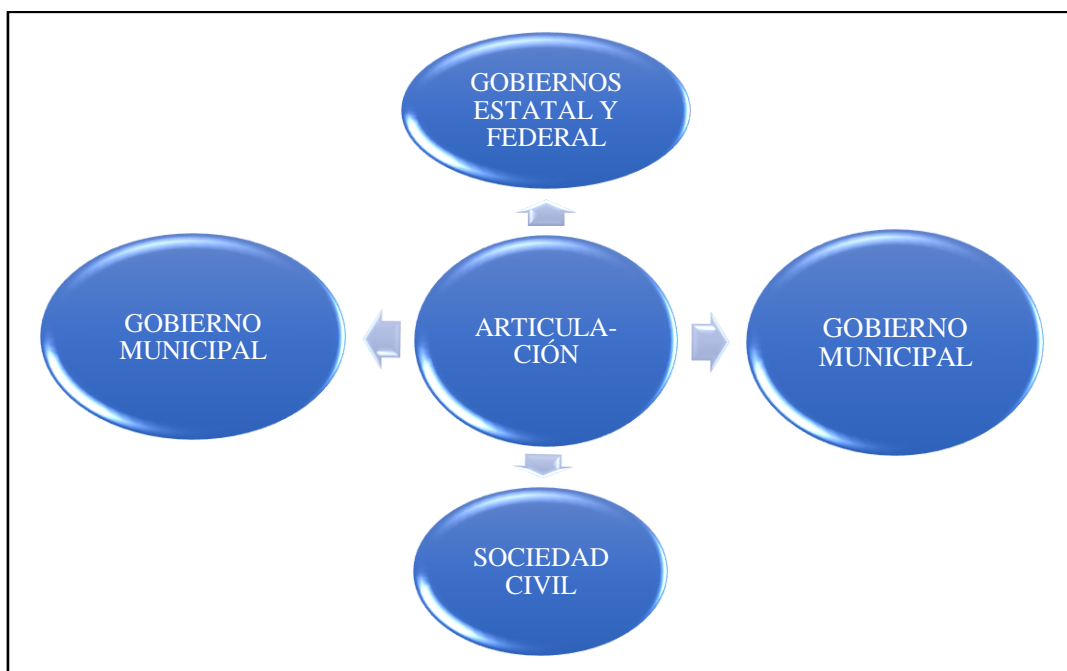 GOBIERNOS
ESTATAL Y
FEDERAL
GOBIERNO
MUNICIPAL
ARTICULA-
CIÓN
GOBIERNO
MUNICIPAL
SOCIEDAD
CIVIL